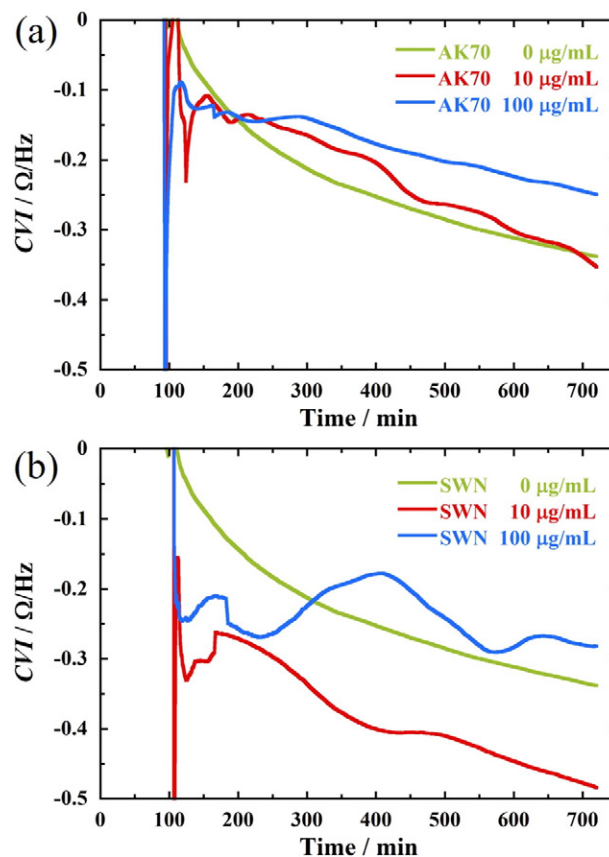 (a)
0
-0.1
-0.2
-0.3
-0.4
-0.5
CVI / Ω/Hz
AK70 0 μg/mL
AK70 10 μg/mL
AK70 100 μg/mL
0 100 200 300 400 500 600 700
Time / min
(b)
0
-0.1
-0.2
-0.3
-0.4
-0.5
CVI / Ω/Hz
SWN 0 μg/mL
SWN 10 μg/mL
SWN 100 μg/mL
0 100 200 300 400 500 600 700
Time / min